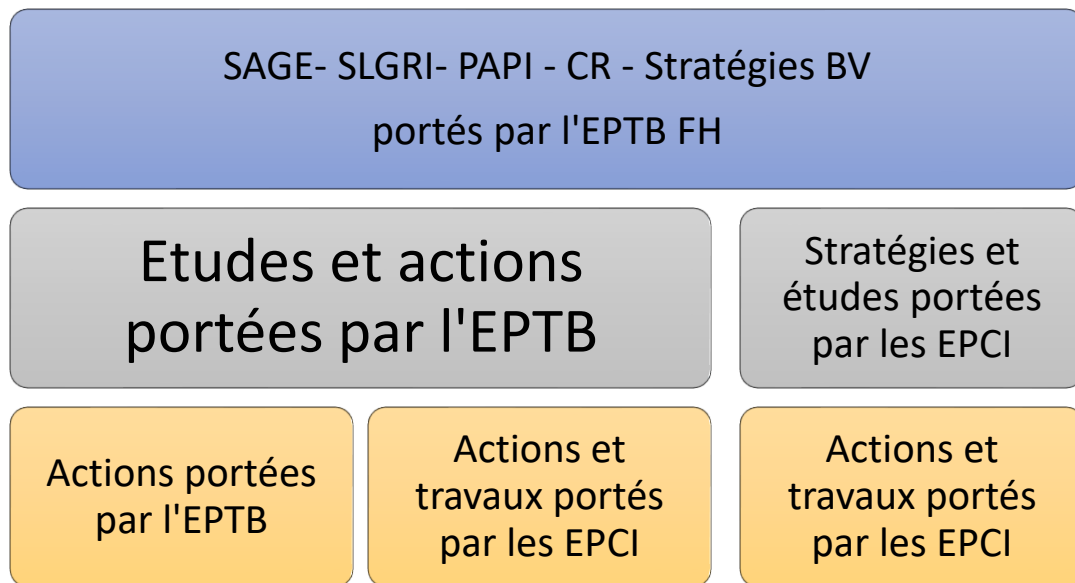 SAGE- SLGRI- PAPI - CR - Stratégies BV
portés par l'EPTB FH
Etudes et actions
portées par l'EPTB
Stratégies et
études portées
par les EPCI
Actions portées
par l'EPTB
Actions et
travaux portés
par les EPCI
Actions et
travaux portés
par les EPCI